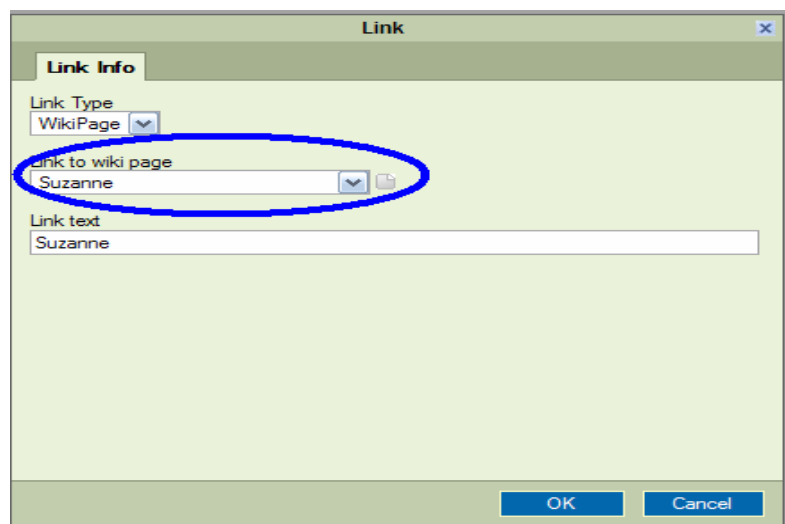 Link
Link Info
Link Type
WikiPage
Link to wiki page
Suzanne
Link text
Suzanne
OK Cancel